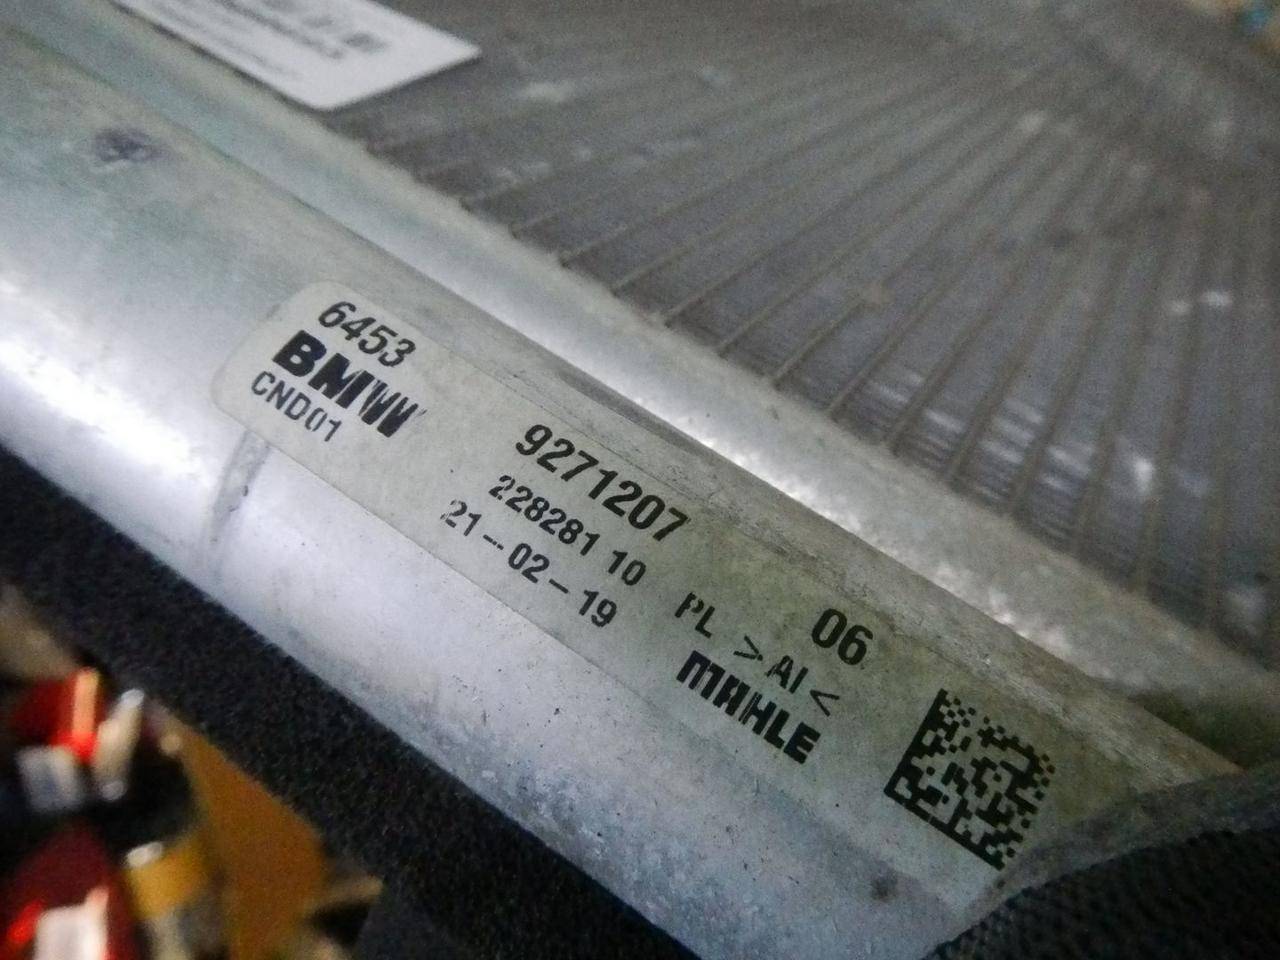 6453
BMW
CND01
9271207
228281 10
21-02-19
06
PL >Al<
MAHLE